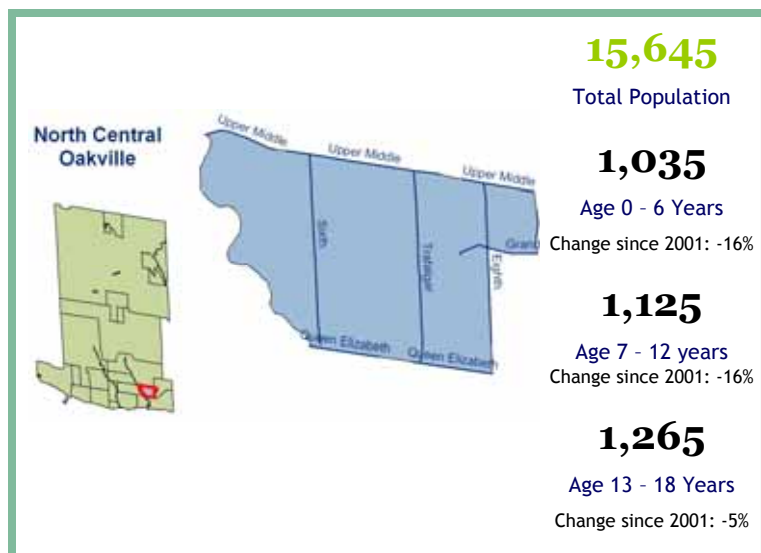 North Central
Oakville
Upper Middle
Upper Middle
Upper Middle
Sixth
Trafalgar
Eighth
Grand
Queen Elizabeth
Queen Elizabeth
15,645
Total Population
1,035
Age 0 - 6 Years
Change since 2001: -16%
1,125
Age 7 - 12 years
Change since 2001: -16%
1,265
Age 13 - 18 Years
Change since 2001: -5%